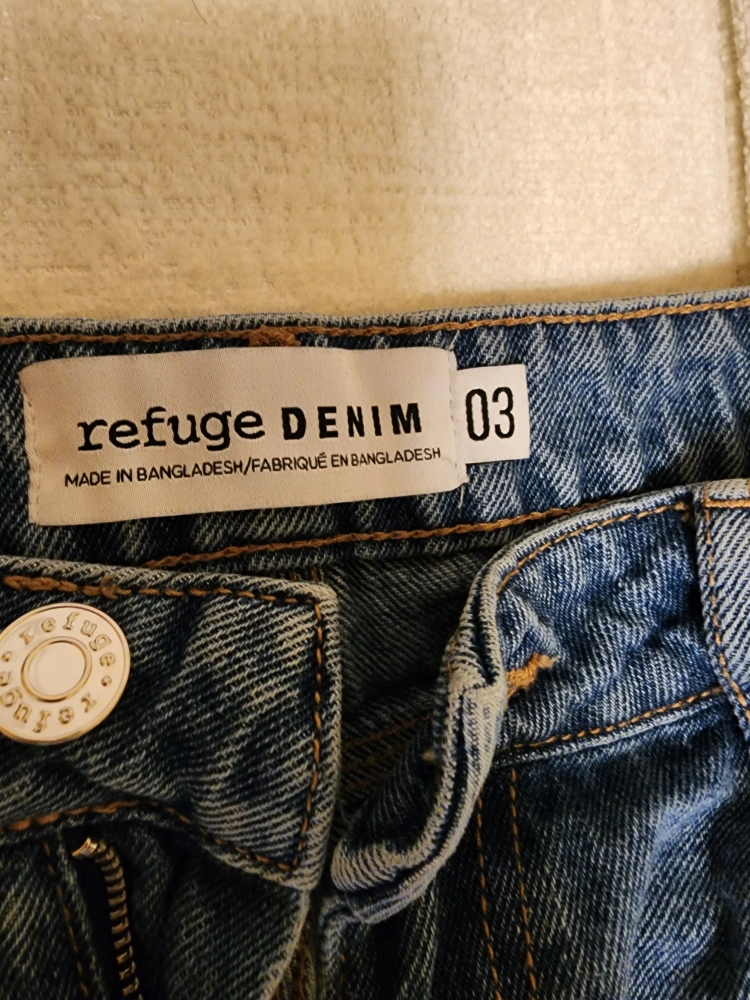 refuge DENIM 03
MADE IN BANGLADESH/FABRIQUÉ EN BANGLADESH
refuge • refuge •